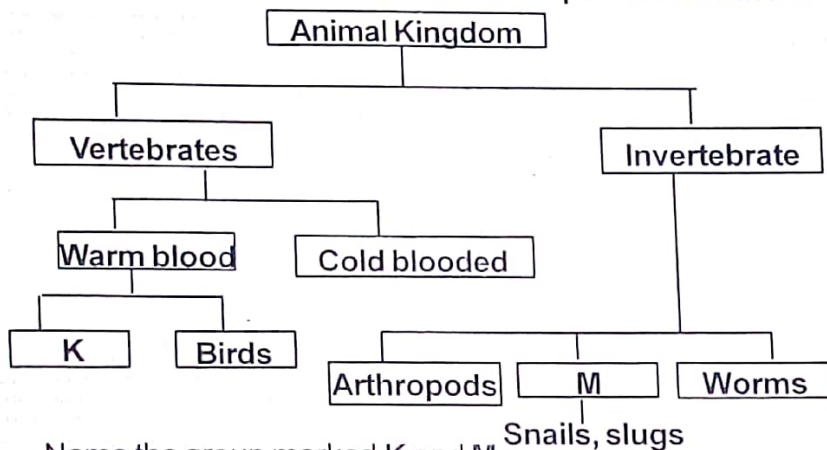 Animal Kingdom
Vertebrates
Invertebrate
Warm blood
Cold blooded
K
Birds
Arthropods
M
Worms
Snails, slugs
Name the group marked K and M